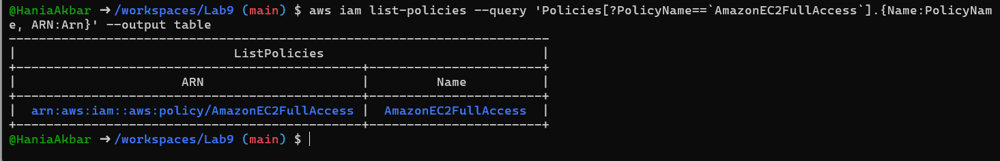 @HaniaAkbar ➜ /workspaces/Lab9 (main) $ aws iam list-policies --query 'Policies[?PolicyName==`AmazonEC2FullAccess`].{Name:PolicyNam
e, ARN:Arn}' --output table
-----------------------------------------------------------------------
|                             ListPolicies                            |
+----------------------------------------------+----------------------+
|                      ARN                     |         Name         |
+----------------------------------------------+----------------------+
|  arn:aws:iam::aws:policy/AmazonEC2FullAccess |  AmazonEC2FullAccess |
+----------------------------------------------+----------------------+
@HaniaAkbar ➜ /workspaces/Lab9 (main) $